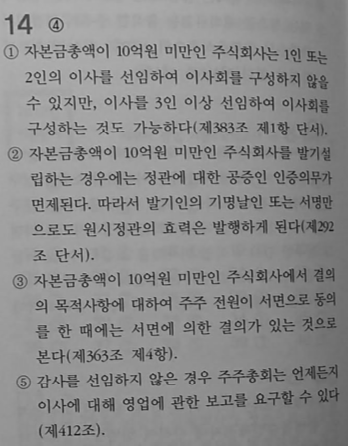 14 ④
① 자본금총액이 10억원 미만인 주식회사는 1인 또는
2인의 이사를 선임하여 이사회를 구성하지 않을
수 있지만, 이사를 3인 이상 선임하여 이사회를
구성하는 것도 가능하다(제383조 제1항 단서).
② 자본금총액이 10억원 미만인 주식회사를 발기설
립하는 경우에는 정관에 대한 공증인 인증의무가
면제된다. 따라서 발기인의 기명날인 또는 서명만
으로도 원시정관의 효력은 발행하게 된다(제292
조 단서).
③ 자본금총액이 10억원 미만인 주식회사에서 결의
의 목적사항에 대하여 주주 전원이 서면으로 동의
를 한 때에는 서면에 의한 결의가 있는 것으로
본다(제363조 제4항).
⑤ 감사를 선임하지 않은 경우 주주총회는 언제든지
이사에 대해 영업에 관한 보고를 요구할 수 있다
(제412조).